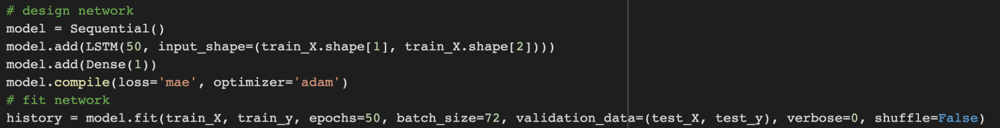 # design network
model = Sequential()
model.add(LSTM(50, input_shape=(train_X.shape[1], train_X.shape[2])))
model.add(Dense(1))
model.compile(loss='mae', optimizer='adam')
# fit network
history = model.fit(train_X, train_y, epochs=50, batch_size=72, validation_data=(test_X, test_y), verbose=0, shuffle=False)